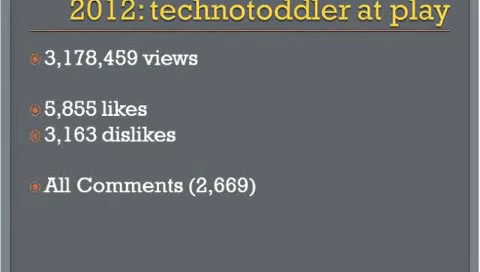 2012: technotoddler at play
3,178,459 views
5,855 likes
3,163 dislikes
All Comments (2,669)